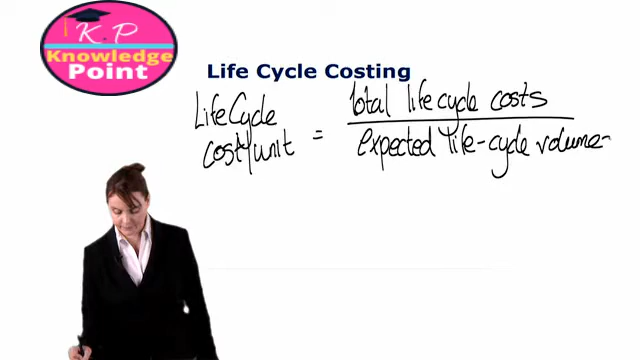 K.P
Knowledge
Point
Life Cycle Costing
Life Cycle
cost/unit = Total life cycle costs
expected life-cycle volume